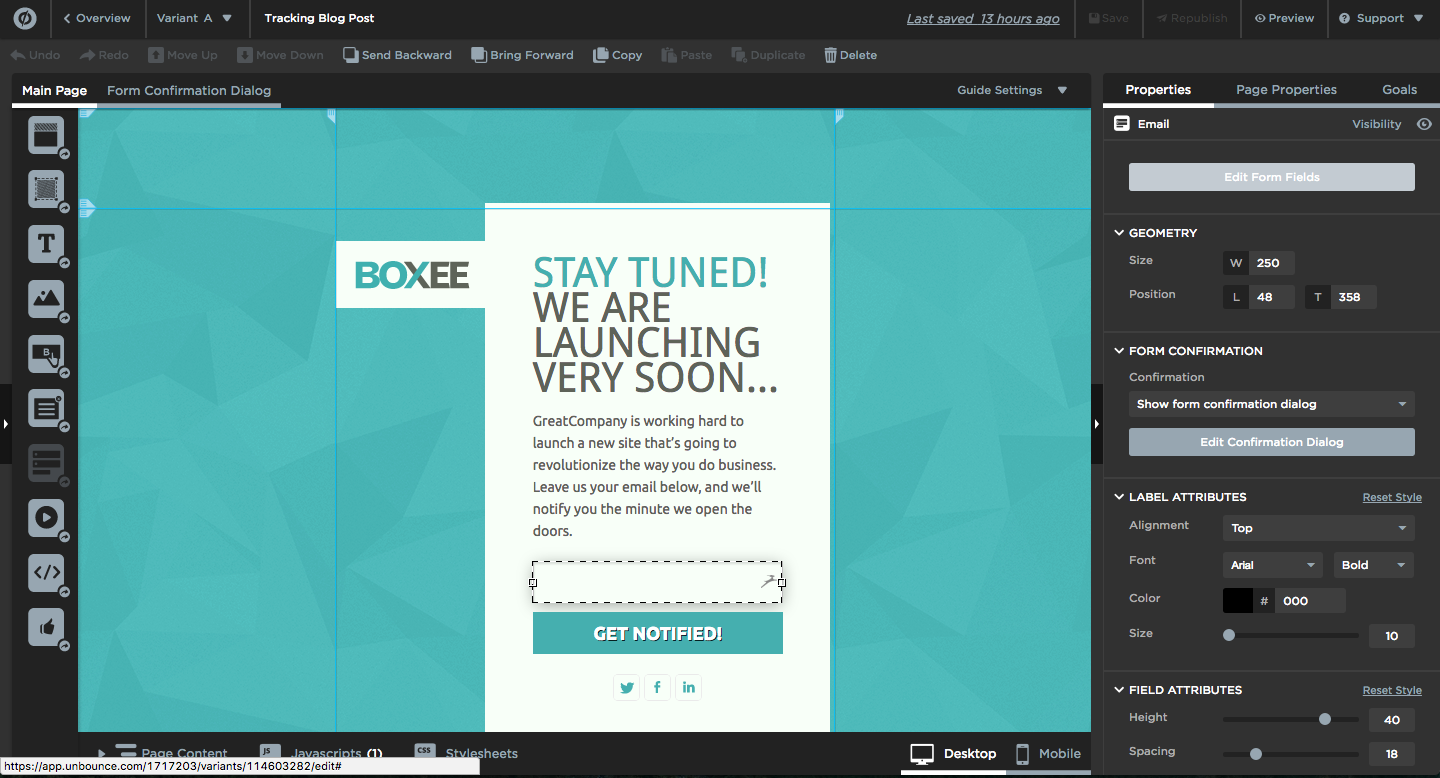 Overview
Variant A
Tracking Blog Post
Last saved 13 hours ago
Save
Republish
Preview
Support
Undo
Redo
Move Up
Move Down
Send Backward
Bring Forward
Copy
Paste
Duplicate
Delete
Main Page
Form Confirmation Dialog
Guide Settings
Properties
Page Properties
Goals
T
B
</>
BOXEE
STAY TUNED!
WE ARE
LAUNCHING
VERY SOON...
GreatCompany is working hard to
launch a new site that's going to
revolutionize the way you do business.
Leave us your email below, and we'll
notify you the minute we open the
doors.
GET NOTIFIED!
f
in
Email
Visibility
Edit Form Fields
GEOMETRY
Size
W 250
Position
L 48
T 358
FORM CONFIRMATION
Confirmation
Show form confirmation dialog
Edit Confirmation Dialog
LABEL ATTRIBUTES
Reset Style
Alignment
Top
Font
Arial
Bold
Color
# 000
Size
10
FIELD ATTRIBUTES
Reset Style
Height
40
Spacing
18
Page Content
JS
Javascripts (1)
CSS
Stylesheets
Desktop
Mobile
https://app.unbounce.com/1717203/variants/114603282/edit#